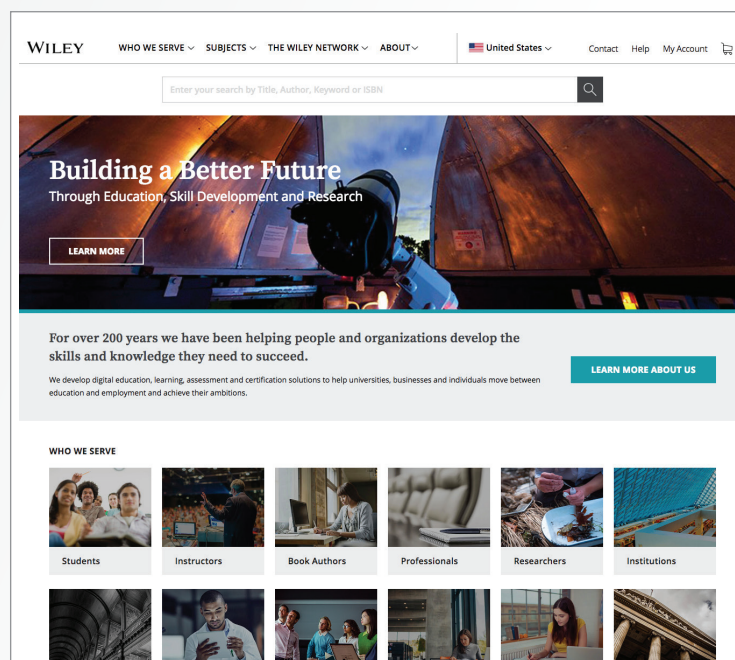 WILEY
WHO WE SERVE SUBJECTS THE WILEY NETWORK ABOUT United States Contact Help My Account
Enter your search by Title, Author, Keyword or ISBN
Building a Better Future
Through Education, Skill Development and Research
LEARN MORE
For over 200 years we have been helping people and organizations develop the
skills and knowledge they need to succeed.
LEARN MORE ABOUT US
We develop digital education, learning, assessment and certification solutions to help universities, businesses and individuals move between
education and employment and achieve their ambitions.
WHO WE SERVE
Students Instructors Book Authors Professionals Researchers Institutions